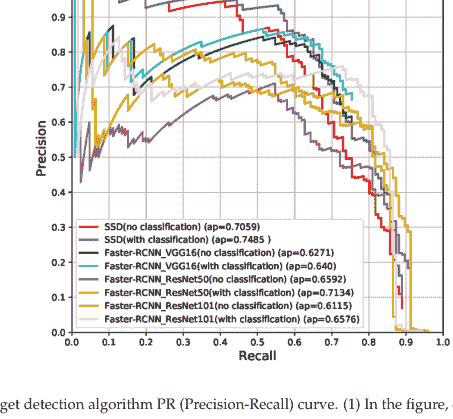 0.9
0.8
0.7
0.6
0.5
0.4
0.3
0.2
0.1
0.0
Precision
SSD(no classification) (ap=0.7059)
SSD(with classification) (ap=0.7485 )
Faster-RCNN_VGG16(no classification) (ap=0.6271)
Faster-RCNN_VGG16(with classification) (ap=0.640)
Faster-RCNN_ResNet50(no classification) (ap=0.6592)
Faster-RCNN_ResNet50(with classification) (ap=0.7134)
Faster-RCNN_ResNet101(no classification) (ap=0.6115)
Faster-RCNN_ResNet101(with classification) (ap=0.6576)
0.0 0.1 0.2 0.3 0.4 0.5 0.6 0.7 0.8 0.9 1.0
Recall
get detection algorithm PR (Precision-Recall) curve. (1) In the figure,